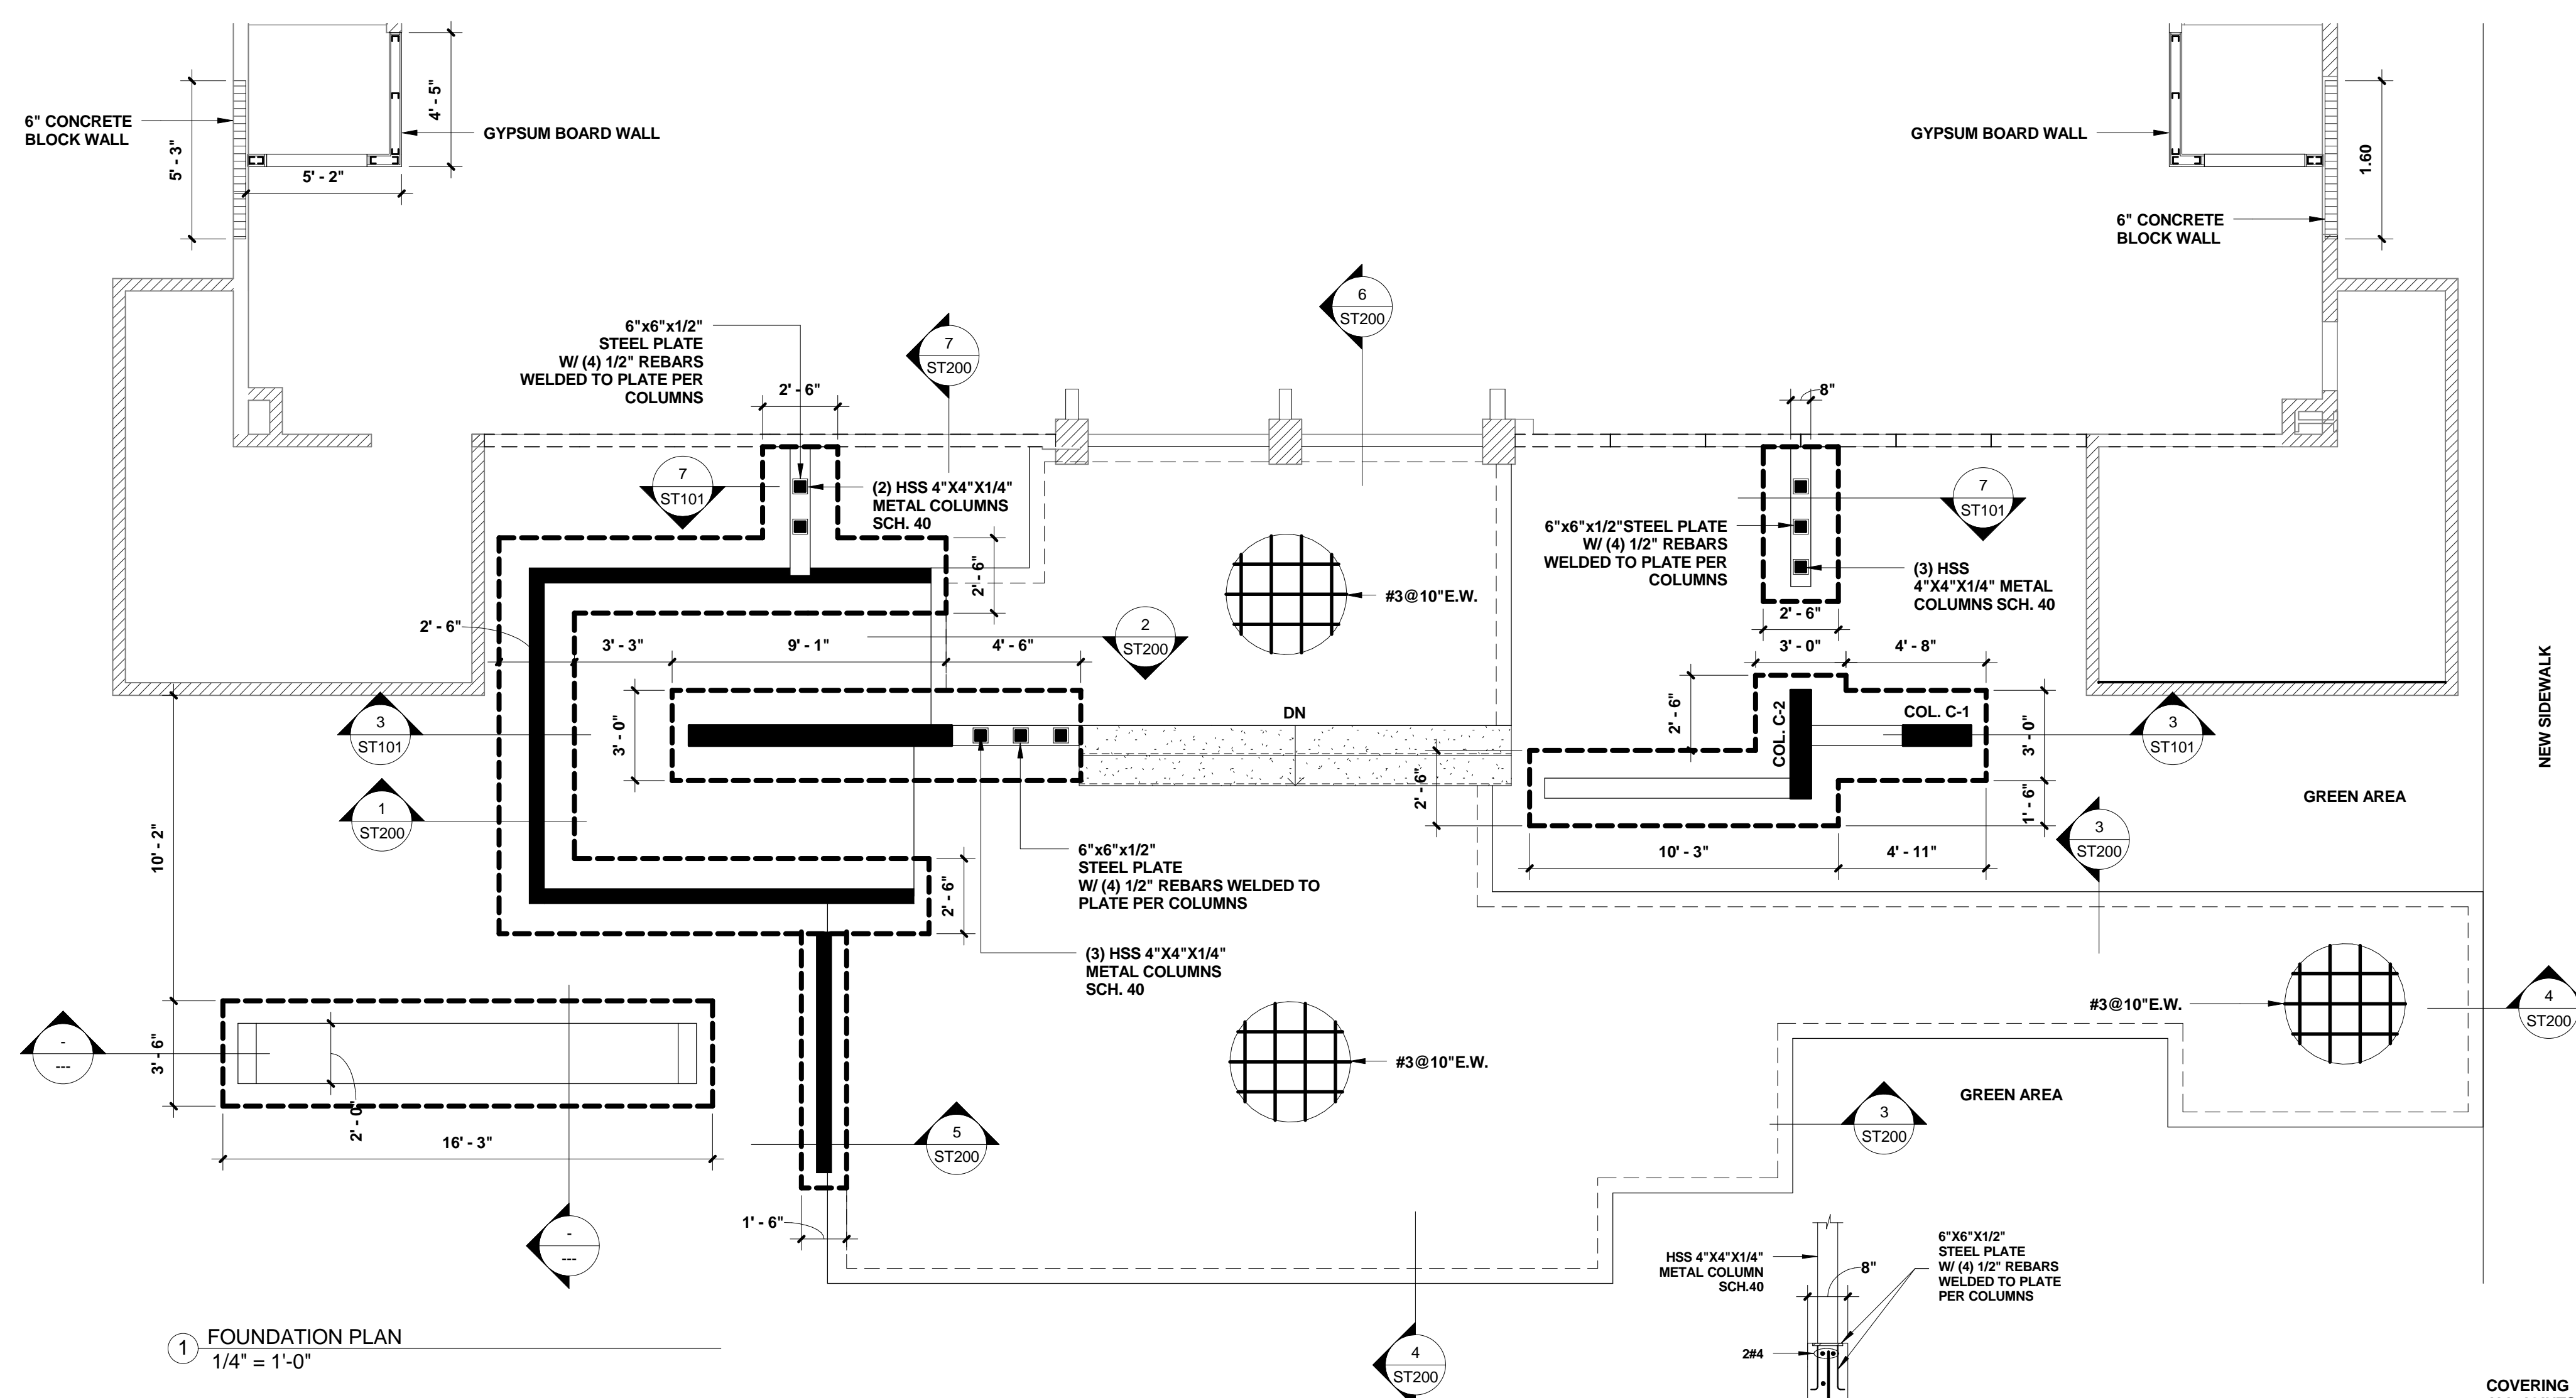 6" CONCRETE
BLOCK WALL
5' - 3"
5' - 2"
4' - 5"
GYPSUM BOARD WALL
GYPSUM BOARD WALL
1.60
6" CONCRETE
BLOCK WALL
6"x6"x1/2"
STEEL PLATE
W/ (4) 1/2" REBARS
WELDED TO PLATE PER
COLUMNS
2' - 6"
7
ST200
6
ST200
8"
7
ST101
(2) HSS 4"X4"X1/4"
METAL COLUMNS
SCH. 40
2' - 6"
#3@10"E.W.
6"x6"x1/2"STEEL PLATE
W/ (4) 1/2" REBARS
WELDED TO PLATE PER
COLUMNS
7
ST101
(3) HSS
4"X4"X1/4" METAL
COLUMNS SCH. 40
2' - 6"
2' - 6"
3' - 3"
9' - 1"
4' - 6"
2
ST200
3' - 0"
4' - 8"
3
ST101
3' - 0"
DN
2' - 6"
COL. C-2
COL. C-1
3' - 0"
3
ST101
NEW SIDEWALK
GREEN AREA
1
ST200
2' - 6"
1' - 6"
10' - 2"
6"x6"x1/2"
STEEL PLATE
W/ (4) 1/2" REBARS WELDED TO
PLATE PER COLUMNS
10' - 3"
4' - 11"
3
ST200
2' - 6"
(3) HSS 4"X4"X1/4"
METAL COLUMNS
SCH. 40
-
---
3' - 6"
2' - 0"
16' - 3"
#3@10"E.W.
#3@10"E.W.
4
ST200
GREEN AREA
3
ST200
5
ST200
1' - 6"
-
---
HSS 4"X4"X1/4"
METAL COLUMN
SCH.40
8"
6"X6"X1/2"
STEEL PLATE
W/ (4) 1/2" REBARS
WELDED TO PLATE
PER COLUMNS
2#4
1 FOUNDATION PLAN
1/4" = 1'-0"
4
ST200
COVERING